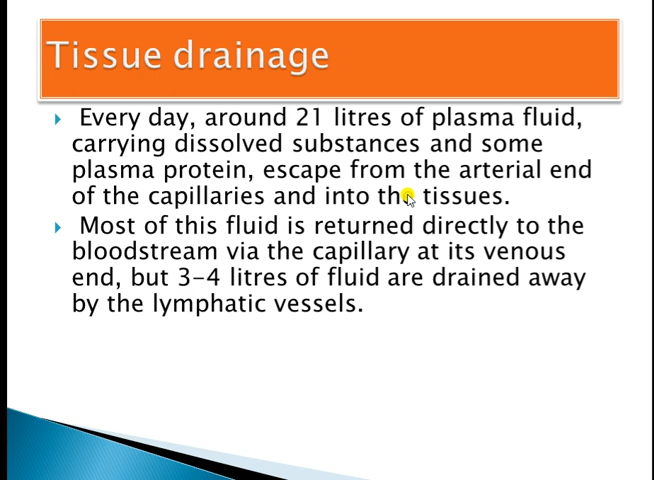 Tissue drainage
Every day, around 21 litres of plasma fluid,
carrying dissolved substances and some
plasma protein, escape from the arterial end
of the capillaries and into the tissues.
Most of this fluid is returned directly to the
bloodstream via the capillary at its venous
end, but 3–4 litres of fluid are drained away
by the lymphatic vessels.